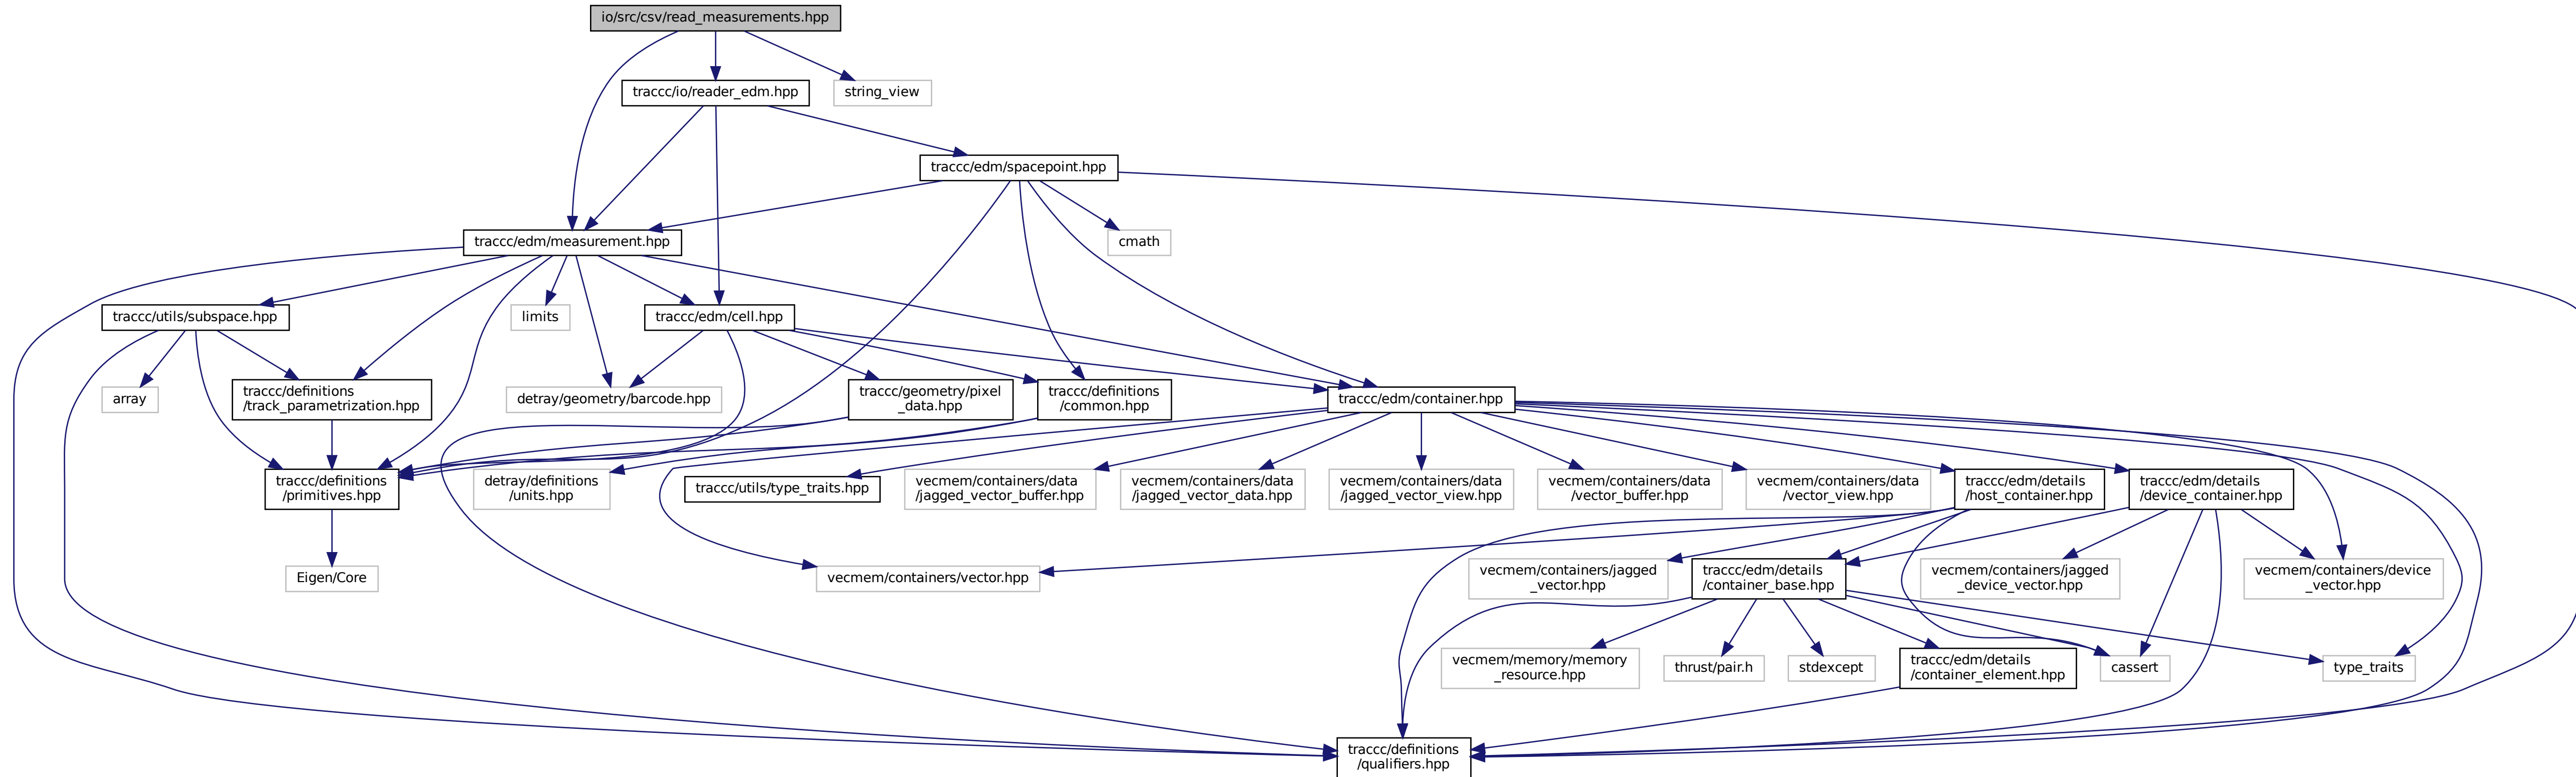 io/src/csv/read_measurements.hpp
traccc/io/reader_edm.hpp
string_view
traccc/edm/spacepoint.hpp
traccc/edm/measurement.hpp
cmath
traccc/utils/subspace.hpp
limits
traccc/edm/cell.hpp
array
traccc/definitions
/track_parametrization.hpp
detray/geometry/barcode.hpp
traccc/geometry/pixel
_data.hpp
traccc/definitions
/common.hpp
traccc/edm/container.hpp
traccc/definitions
/primitives.hpp
detray/definitions
/units.hpp
traccc/utils/type_traits.hpp
vecmem/containers/data
/jagged_vector_buffer.hpp
vecmem/containers/data
/jagged_vector_data.hpp
vecmem/containers/data
/jagged_vector_view.hpp
vecmem/containers/data
/vector_buffer.hpp
vecmem/containers/data
/vector_view.hpp
traccc/edm/details
/host_container.hpp
traccc/edm/details
/device_container.hpp
Eigen/Core
vecmem/containers/vector.hpp
vecmem/containers/jagged
_vector.hpp
traccc/edm/details
/container_base.hpp
vecmem/containers/jagged
_device_vector.hpp
vecmem/containers/device
_vector.hpp
vecmem/memory/memory
_resource.hpp
thrust/pair.h
stdexcept
traccc/edm/details
/container_element.hpp
cassert
type_traits
traccc/definitions
/qualifiers.hpp